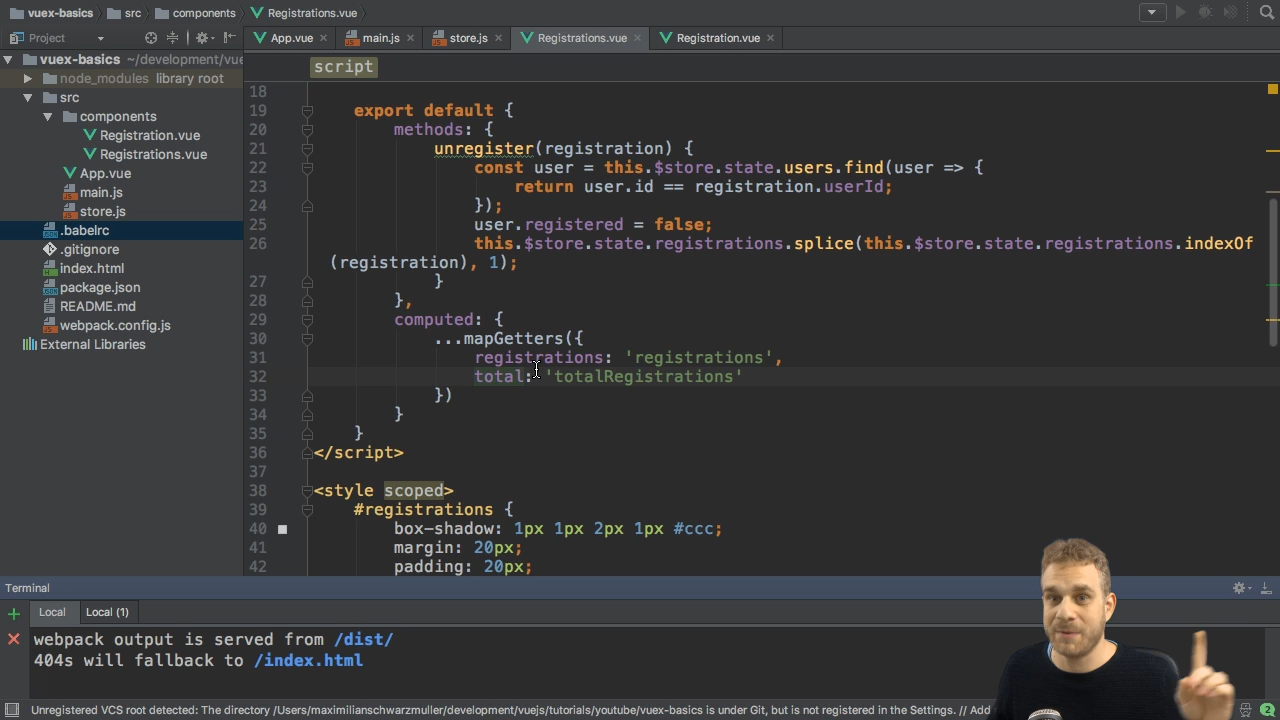 vuex-basics src components Registrations.vue
Project
App.vue main.js store.js Registrations.vue Registration.vue
vuex-basics ~/development/vue
node_modules library root
src
components
Registration.vue
Registrations.vue
App.vue
main.js
store.js
.babelrc
.gitignore
index.html
package.json
README.md
webpack.config.js
External Libraries
script
18
19 export default {
20 methods: {
21 unregister(registration) {
22 const user = this.$store.state.users.find(user => {
23 return user.id == registration.userId;
24 });
25 user.registered = false;
26 this.$store.state.registrations.splice(this.$store.state.registrations.indexOf
(registration), 1);
27 }
28 },
29 computed: {
30 ...mapGetters({
31 registrations: 'registrations',
32 total: 'totalRegistrations'
33 })
34 }
35 }
36 </script>
37
38 <style scoped>
39 #registrations {
40 box-shadow: 1px 1px 2px 1px #ccc;
41 margin: 20px;
42 padding: 20px;
Terminal
Local Local (1)
webpack output is served from /dist/
404s will fallback to /index.html
Unregistered VCS root detected: The directory /Users/maximilianschwarzmuller/development/vuejs/tutorials/youtube/vuex-basics is under Git, but is not registered in the Settings. // Add
2